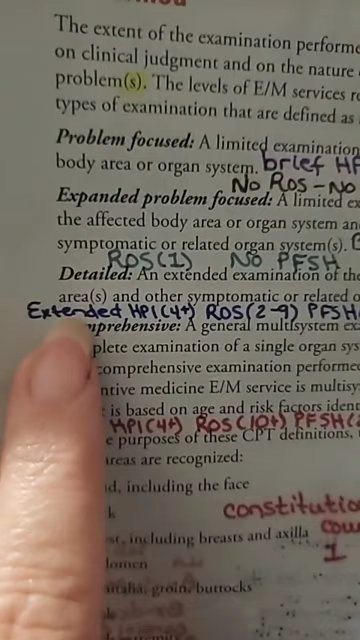 The extent of the examination performe
on clinical judgment and on the nature
problem(s). The levels of E/M services
types of examination that are defined as
Problem focused: A limited examination
body area or organ system. brief HP
No ROS - NO
Expanded problem focused: A limited ex
the affected body area or organ system an
symptomatic or related organ system(s).
ROS(1) No PFSH
Detailed: An extended examination of the
area(s) and other symptomatic or related o
Extended HPI(4+) ROS(2-9) PFSH
mprehensive: A general multisystem ex
plete examination of a single organ sys
comprehensive examination performe
ntive medicine E/M service is multisy
is based on age and risk factors iden
HPI(4+) ROS(10+) PFSH(
e purposes of these CPT definitions,
reas are recognized:
d, including the face
k
constitutio
st, including breasts and axilla
1
domen
italia, groin, buttocks